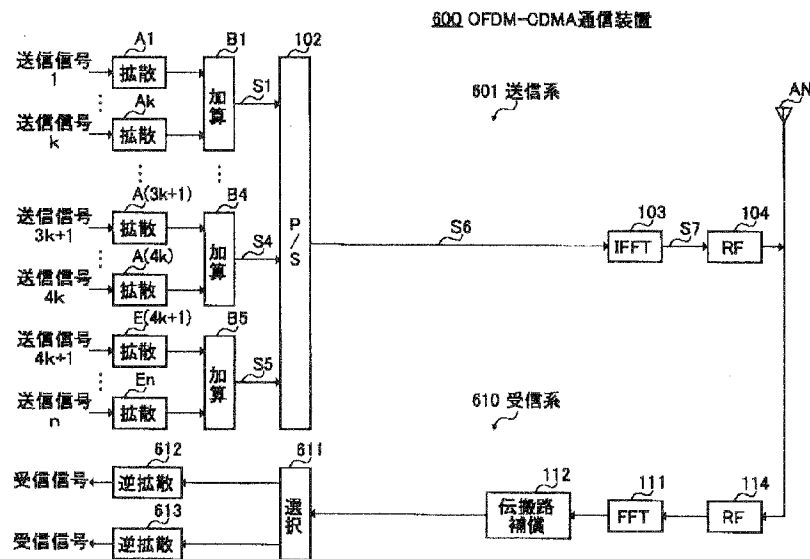 600 OFDM-CDMA通信装置
送信信号
1
A1
拡散
B1
加算
S1
102
P/S
送信信号
k
Ak
拡散
601 送信系
AN
送信信号
3k+1
A(3k+1)
拡散
B4
加算
S4
送信信号
4k
A(4k)
拡散
S6
103
IFFT
S7
104
RF
送信信号
4k+1
E(4k+1)
拡散
B5
加算
S5
送信信号
n
En
拡散
610 受信系
受信信号
612
逆拡散
611
選択
112
伝搬路
補償
111
FFT
114
RF
受信信号
613
逆拡散